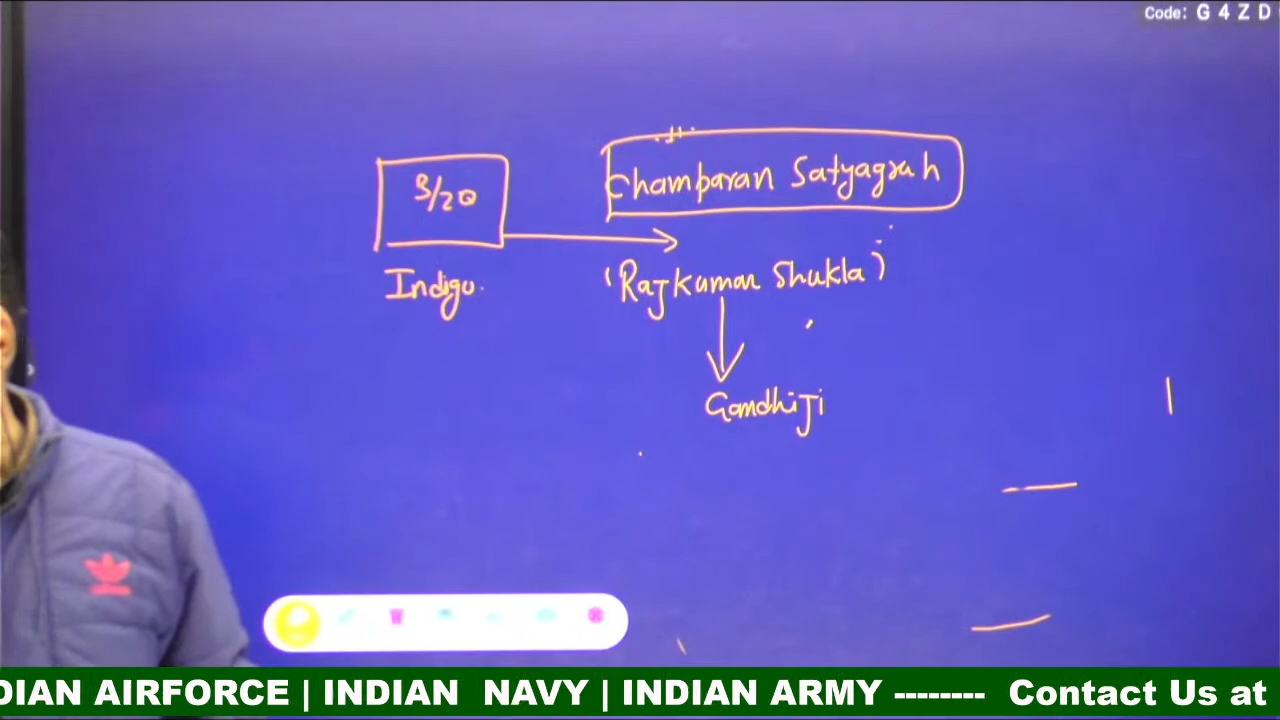 Code: G 4 Z D
Champaran Satyagrah
3/20
Indigo.
(Rajkumar Shukla)
GandhiJi
DIAN AIRFORCE | INDIAN NAVY | INDIAN ARMY -------- Contact Us at